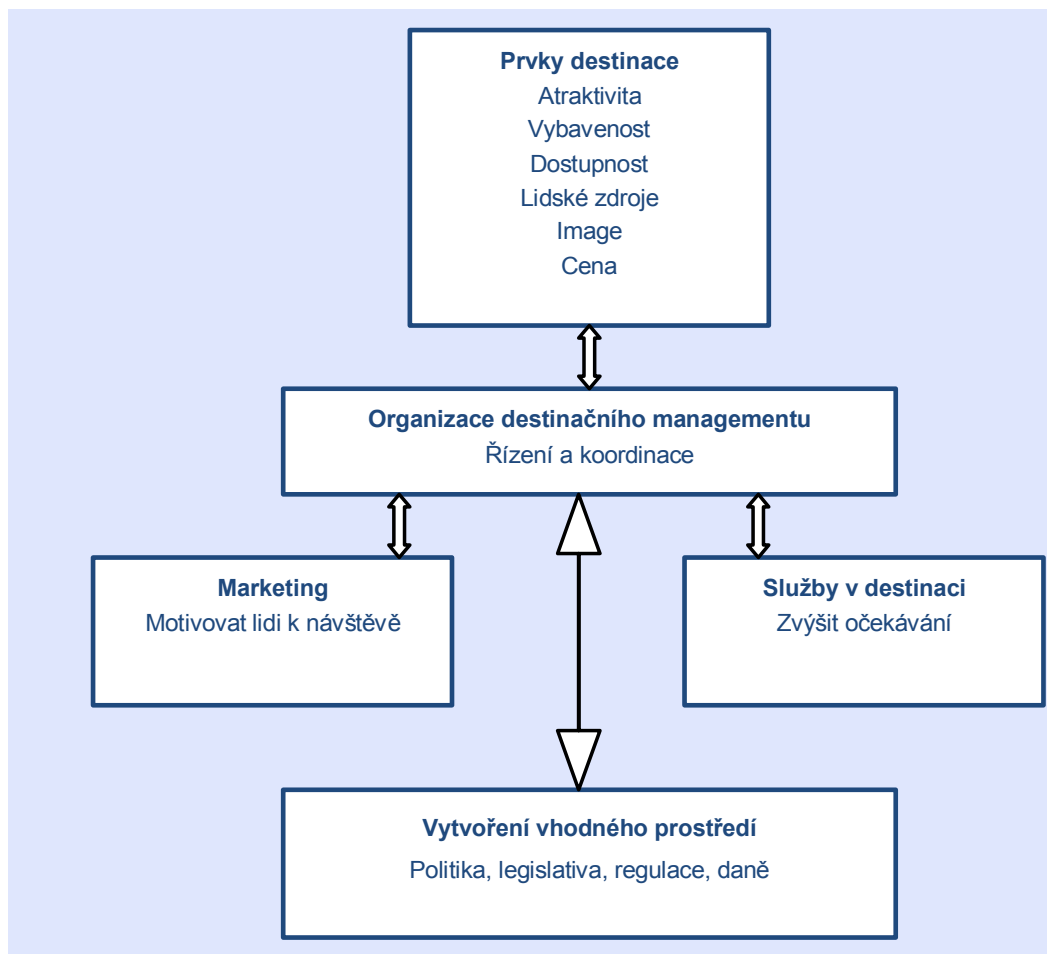 Prvky destinace
Atraktivita
Vybavenost
Dostupnost
Lidské zdroje
Image
Cena
Organizace destinačního managementu
Řízení a koordinace
Marketing
Motivovat lidi k návštěvě
Služby v destinaci
Zvýšit očekávání
Vytvoření vhodného prostředí
Politika, legislativa, regulace, daně